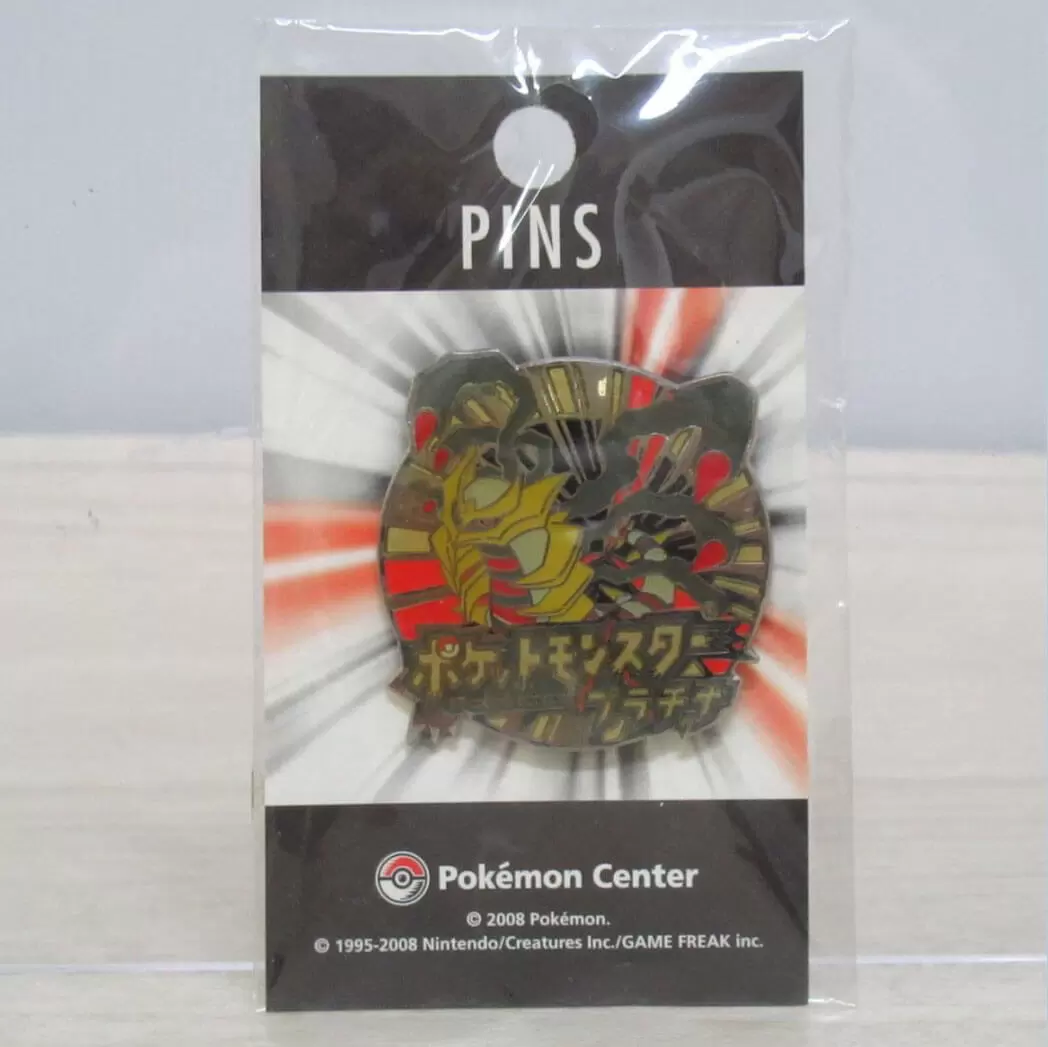 PINS
ポケットモンスター
プラチナ
Pokémon Center
© 2008 Pokémon.
© 1995-2008 Nintendo/Creatures Inc./GAME FREAK inc.